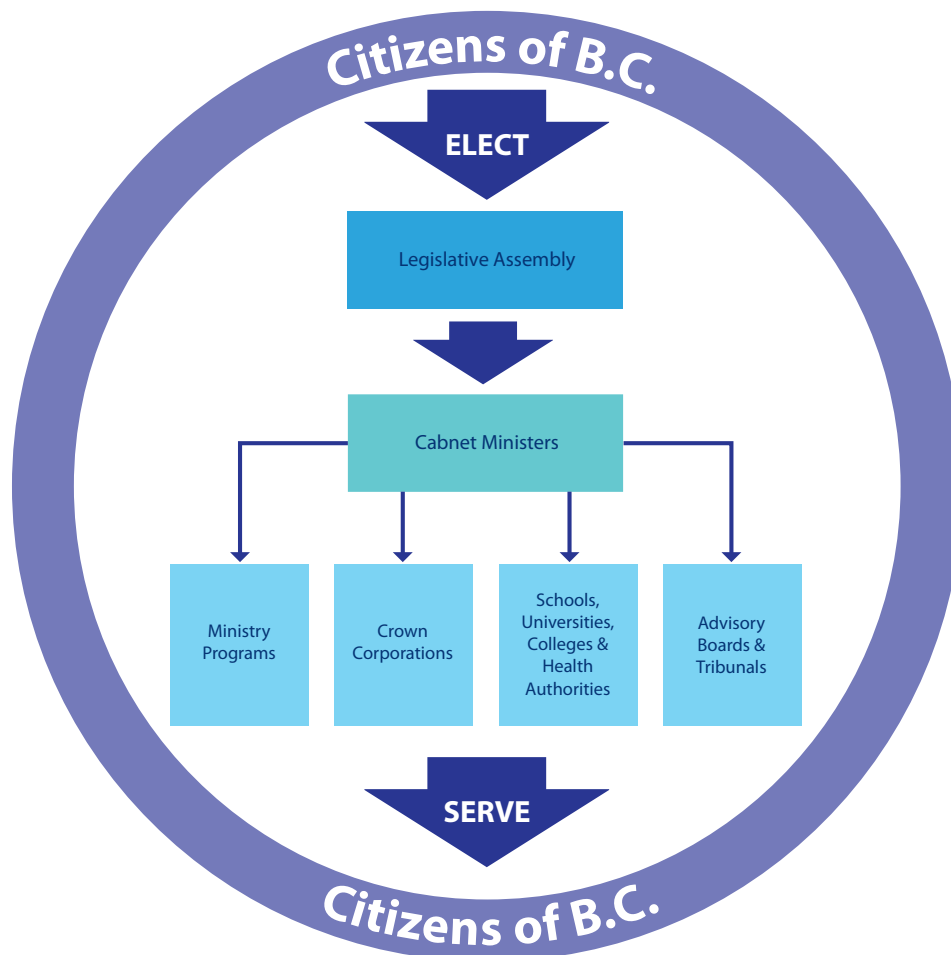 Citizens of B.C.
ELECT
Legislative Assembly
Cabnet Ministers
Ministry
Programs
Crown
Corporations
Schools,
Universities,
Colleges &
Health
Authorities
Advisory
Boards &
Tribunals
SERVE
Citizens of B.C.